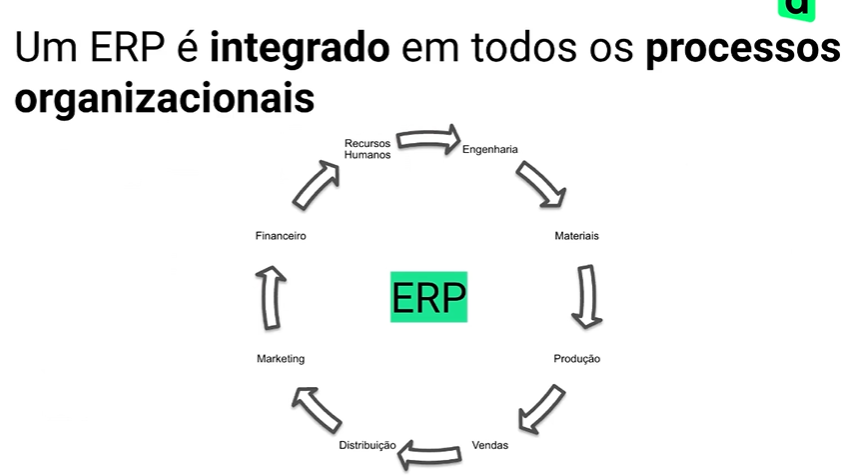 Um ERP é integrado em todos os processos
organizacionais
Recursos
Humanos
Engenharia
Financeiro
Materiais
ERP
Marketing
Produção
Distribuição
Vendas